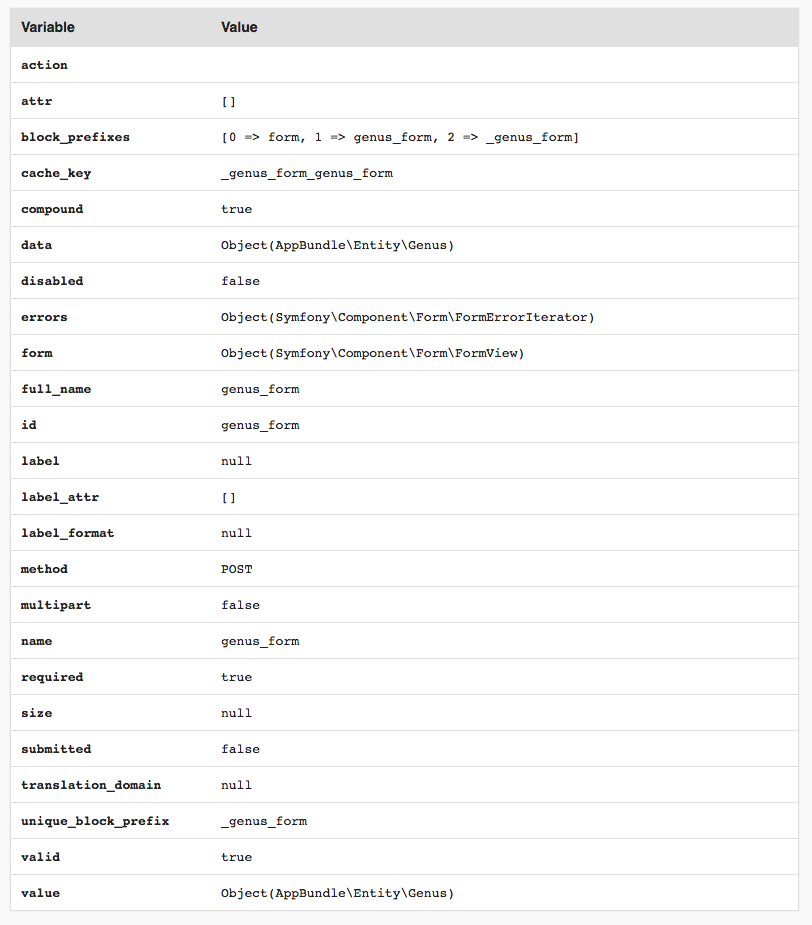 Variable Value
action
attr []
block_prefixes [0 => form, 1 => genus_form, 2 => _genus_form]
cache_key _genus_form_genus_form
compound true
data Object(AppBundle\Entity\Genus)
disabled false
errors Object(Symfony\Component\Form\FormErrorIterator)
form Object(Symfony\Component\Form\FormView)
full_name genus_form
id genus_form
label null
label_attr []
label_format null
method POST
multipart false
name genus_form
required true
size null
submitted false
translation_domain null
unique_block_prefix _genus_form
valid true
value Object(AppBundle\Entity\Genus)